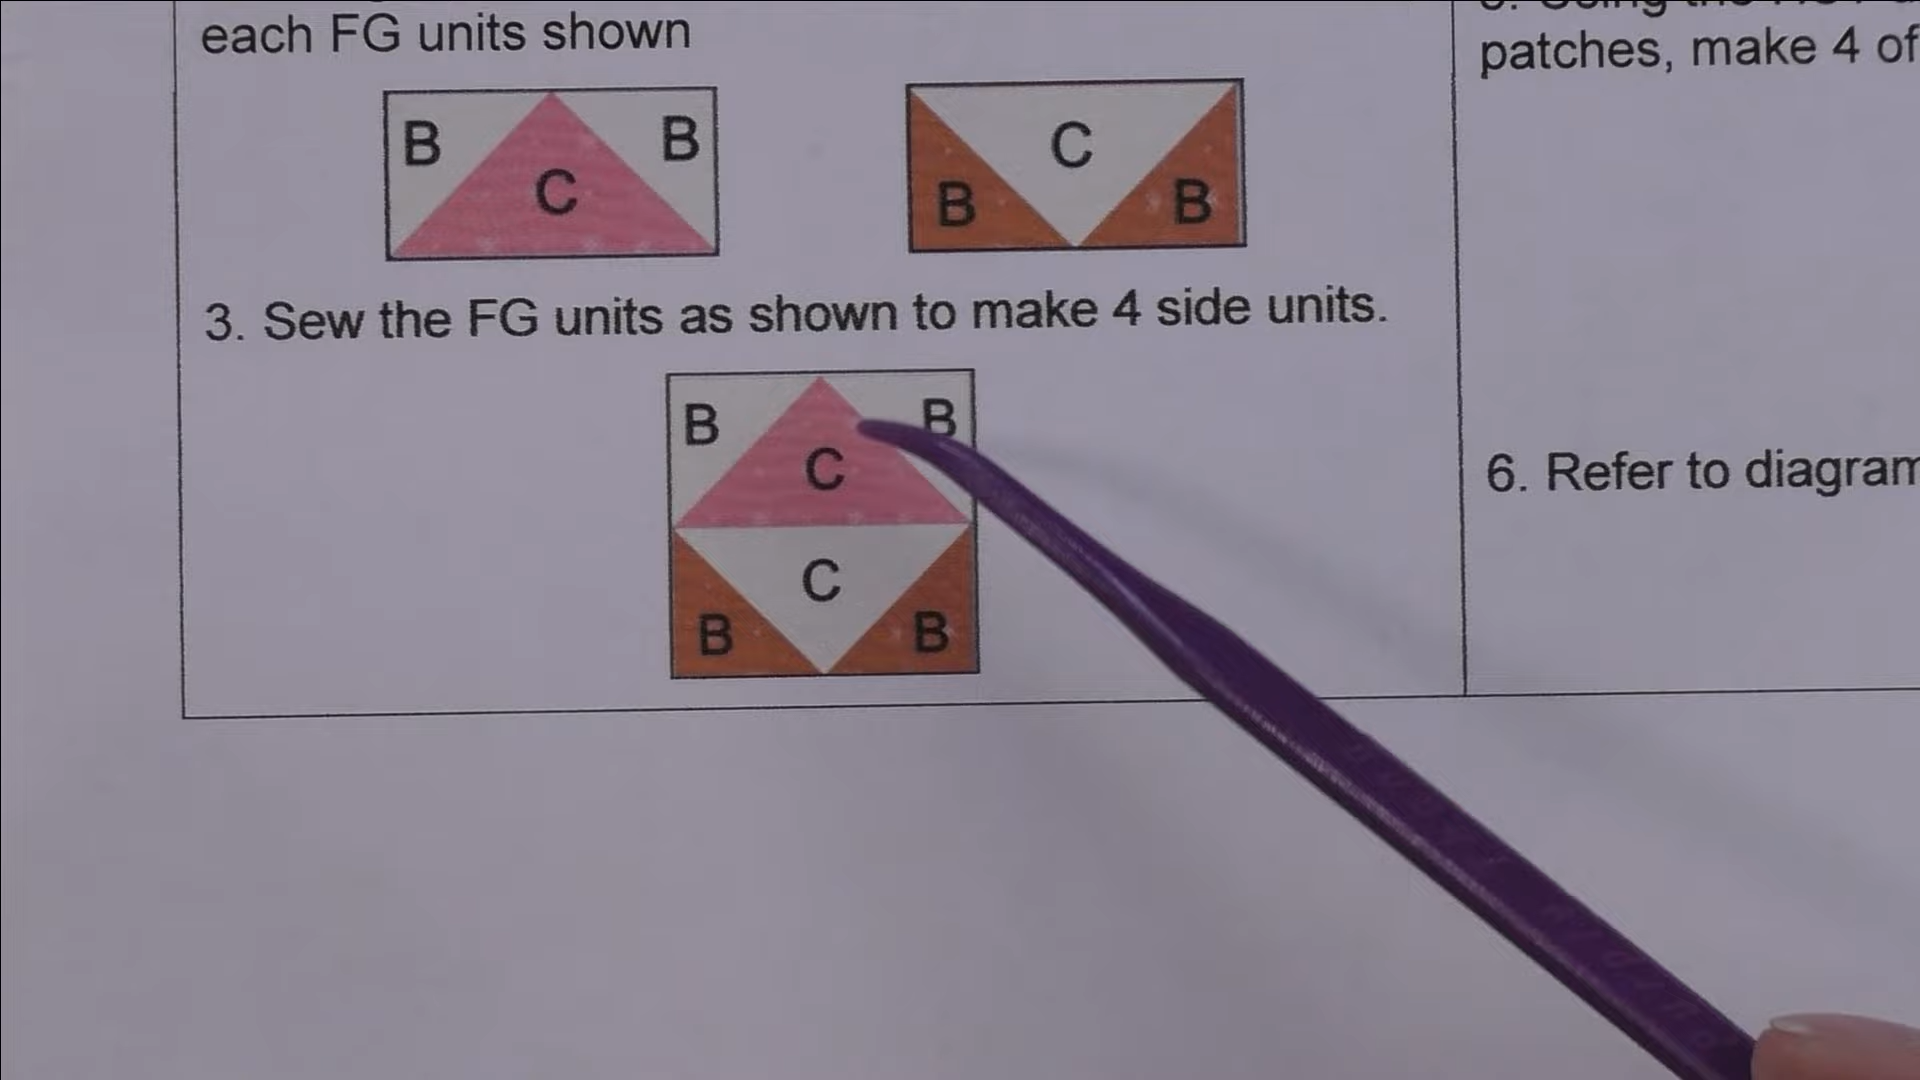 each FG units shown
B B
C
C
B B
3. Sew the FG units as shown to make 4 side units.
B B
C
C
B B
patches, make 4 of
6. Refer to diagram